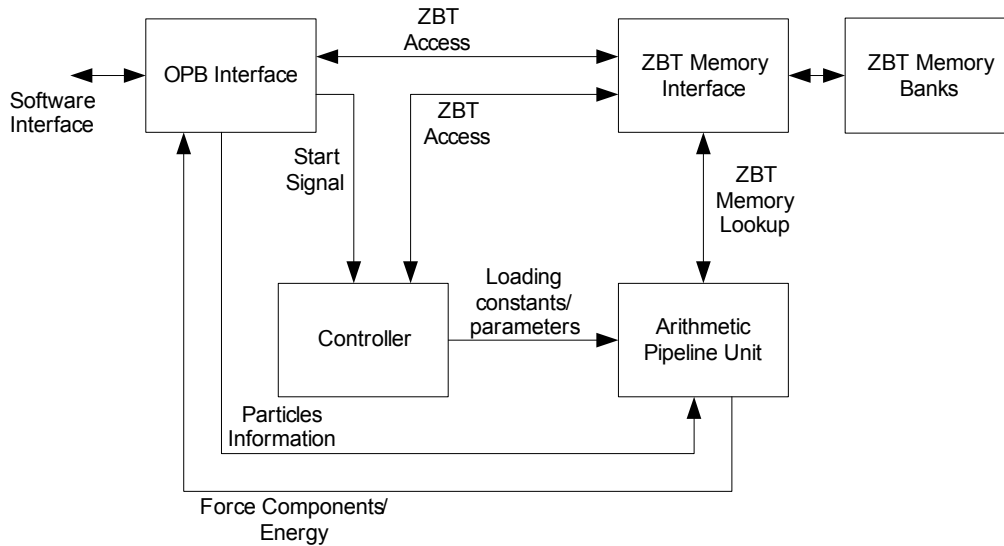 ZBT
Access
OPB Interface
ZBT Memory
Interface
ZBT Memory
Banks
Software
Interface
ZBT
Access
Start
Signal
ZBT
Memory
Lookup
Loading
constants/
parameters
Controller
Arithmetic
Pipeline Unit
Particles
Information
Force Components/
Energy